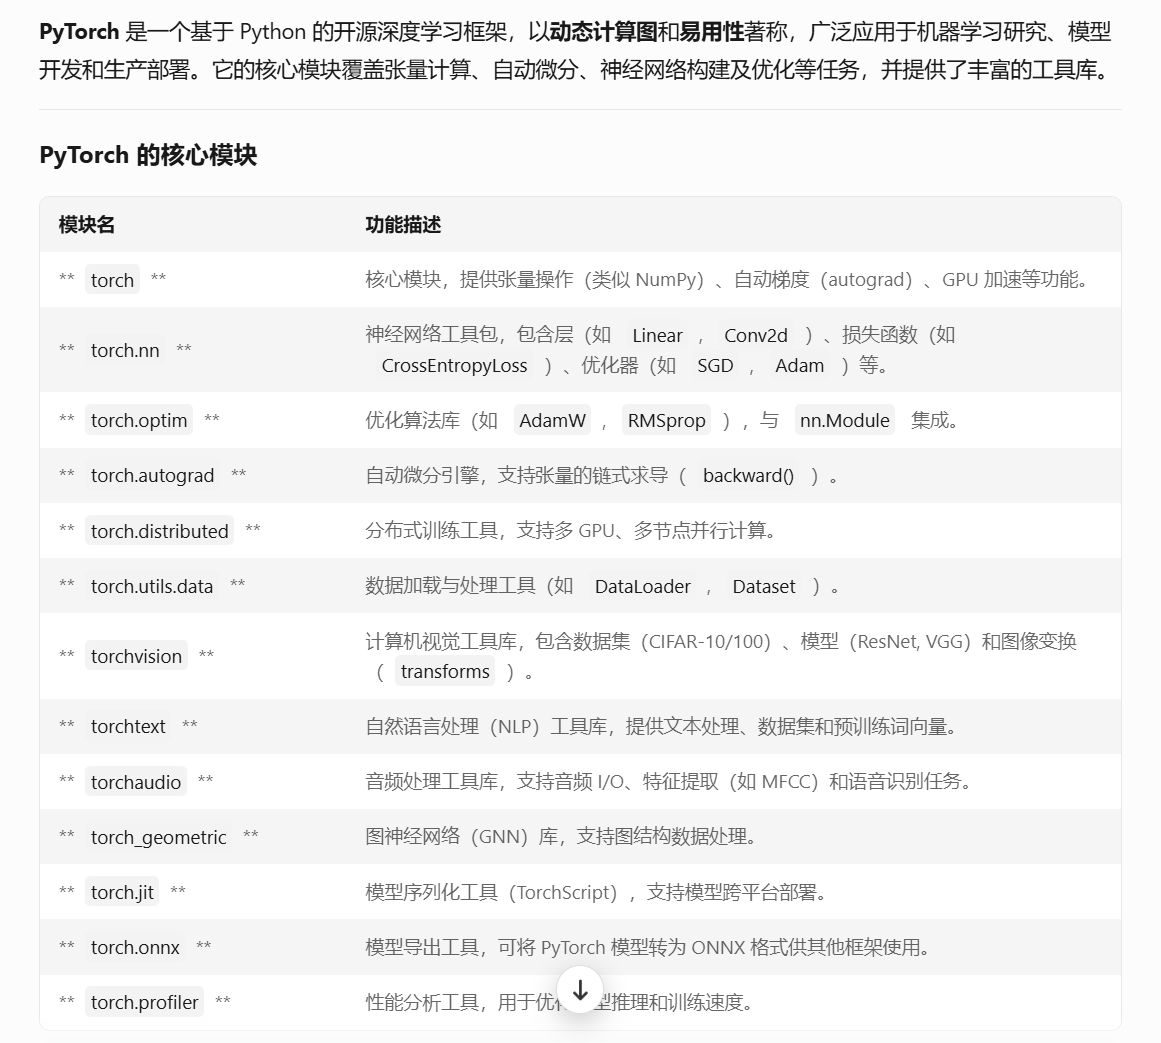 PyTorch 是一个基于 Python 的开源深度学习框架，以动态计算图和易用性著称，广泛应用于机器学习研究、模型
开发和生产部署。它的核心模块覆盖张量计算、自动微分、神经网络构建及优化等任务，并提供了丰富的工具库。
PyTorch 的核心模块
模块名 功能描述
** torch ** 核心模块，提供张量操作（类似 NumPy）、自动梯度（autograd）、GPU 加速等功能。
** torch.nn ** 神经网络工具包，包含层（如 Linear ， Conv2d ）、损失函数（如
CrossEntropyLoss ）、优化器（如 SGD ， Adam ）等。
** torch.optim ** 优化算法库（如 AdamW ， RMSprop ），与 nn.Module 集成。
** torch.autograd ** 自动微分引擎，支持张量的链式求导（ backward() ）。
** torch.distributed ** 分布式训练工具，支持多 GPU、多节点并行计算。
** torch.utils.data ** 数据加载与处理工具（如 DataLoader ， Dataset ）。
** torchvision ** 计算机视觉工具库，包含数据集（CIFAR-10/100）、模型（ResNet, VGG）和图像变换
（ transforms ）。
** torchtext ** 自然语言处理（NLP）工具库，提供文本处理、数据集和预训练词向量。
** torchaudio ** 音频处理工具库，支持音频 I/O、特征提取（如 MFCC）和语音识别任务。
** torch_geometric ** 图神经网络（GNN）库，支持图结构数据处理。
** torch.jit ** 模型序列化工具（TorchScript），支持模型跨平台部署。
** torch.onnx ** 模型导出工具，可将 PyTorch 模型转为 ONNX 格式供其他框架使用。
** torch.profiler ** 性能分析工具，用于优 型推理和训练速度。